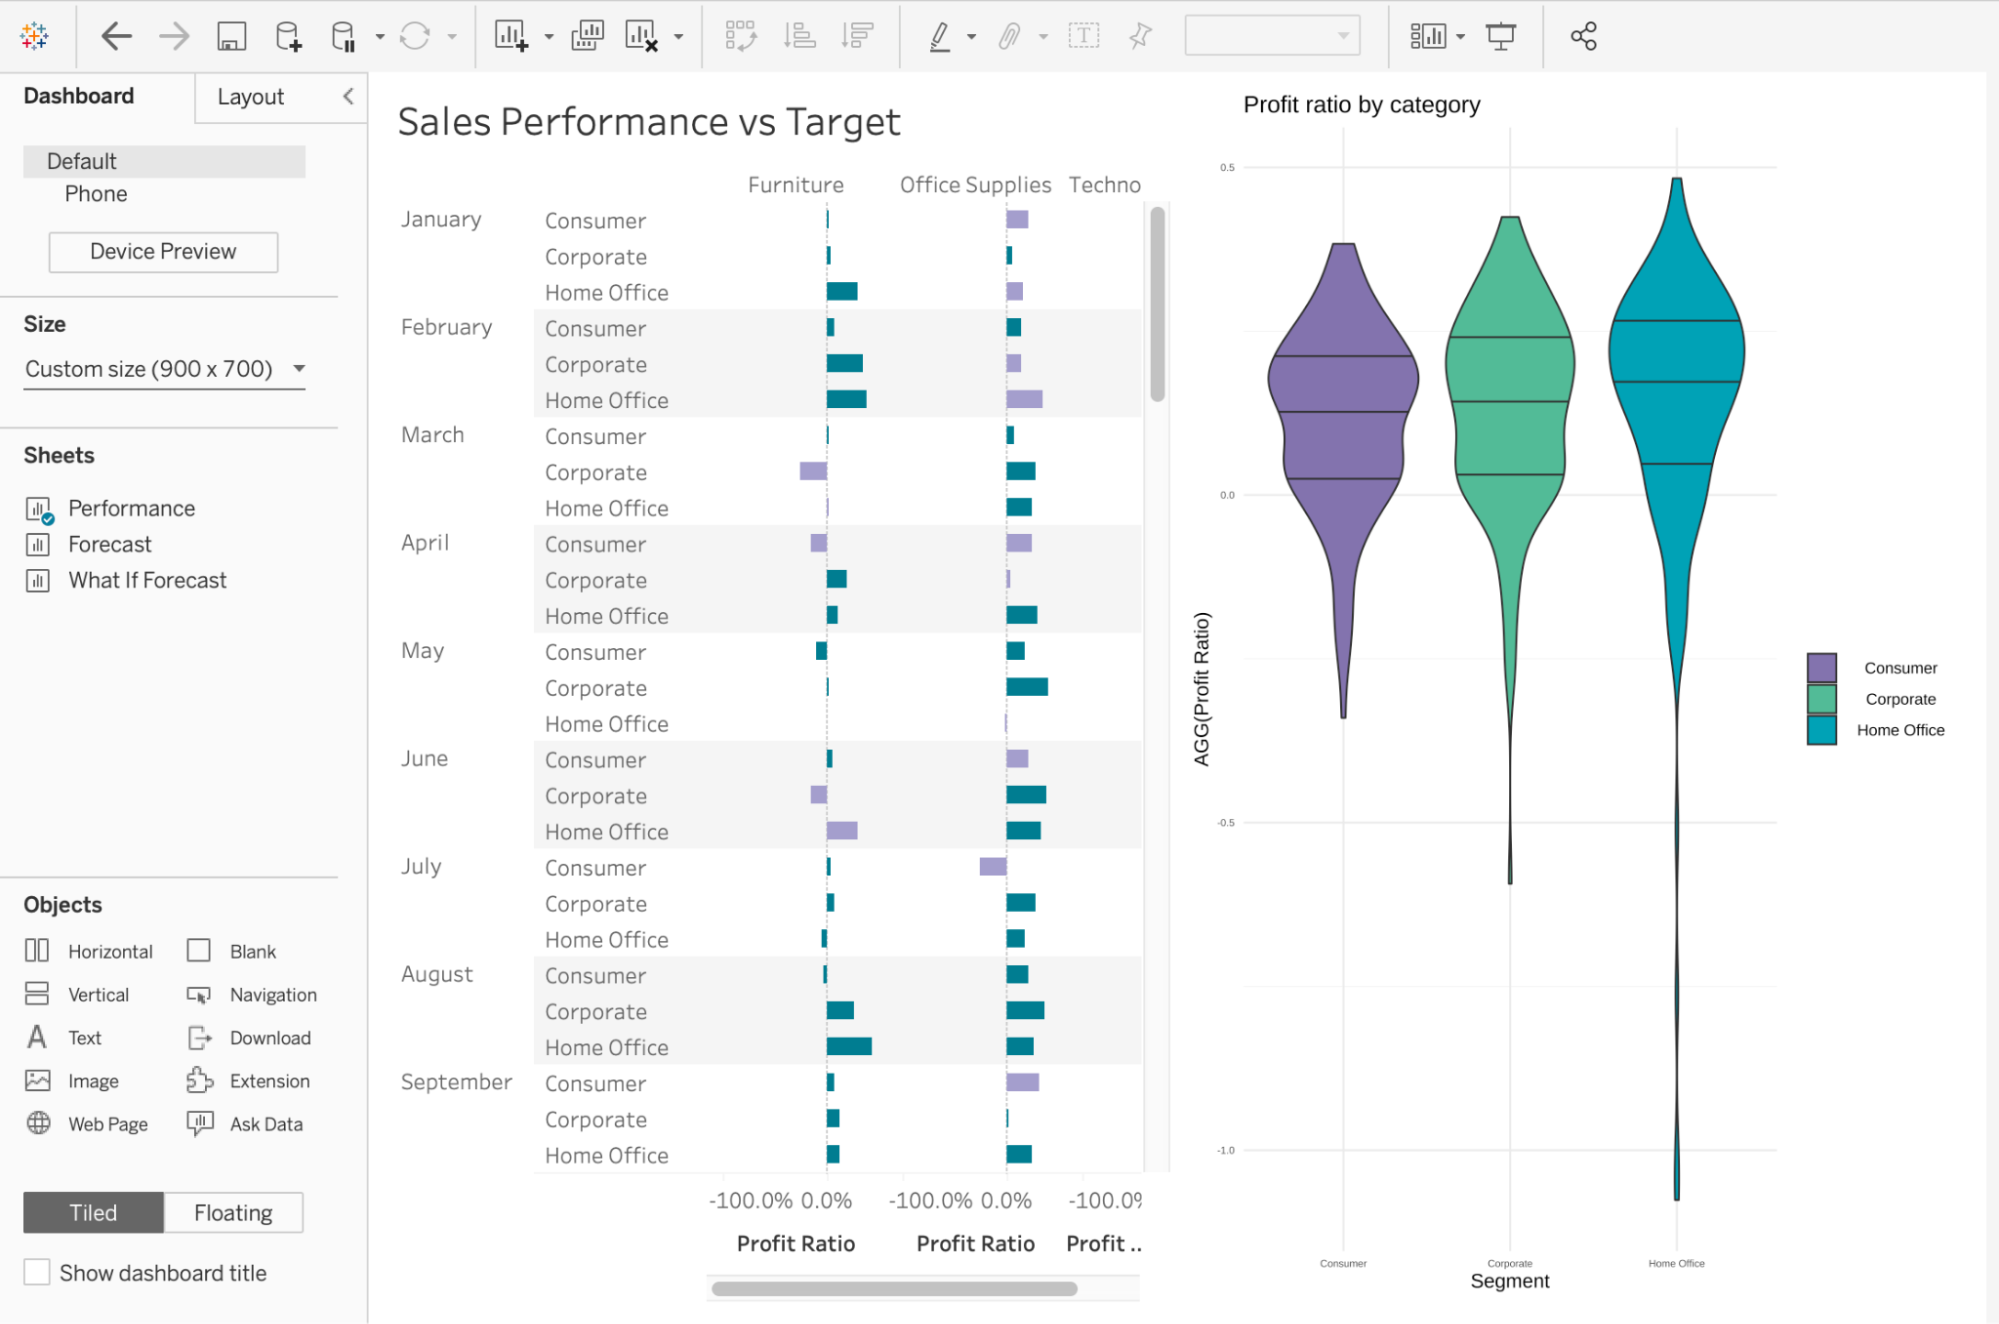 Dashboard
Layout
Default
Phone
Device Preview
Size
Custom size (900 x 700)
Sheets
Performance
Forecast
What If Forecast
Objects
Horizontal
Blank
Vertical
Navigation
Text
Download
Image
Extension
Web Page
Ask Data
Tiled
Floating
Show dashboard title
Sales Performance vs Target
Furniture
Office Supplies
Techno
January
Consumer
Corporate
Home Office
February
Consumer
Corporate
Home Office
March
Consumer
Corporate
Home Office
April
Consumer
Corporate
Home Office
May
Consumer
Corporate
Home Office
June
Consumer
Corporate
Home Office
July
Consumer
Corporate
Home Office
August
Consumer
Corporate
Home Office
September
Consumer
Corporate
Home Office
-100.0% 0.0%
-100.0% 0.0%
-100.0%
Profit Ratio
Profit Ratio
Profit ..
Profit ratio by category
0.5
0.0
-0.5
-1.0
AGG(Profit Ratio)
Consumer
Corporate
Home Office
Segment
Consumer
Corporate
Home Office